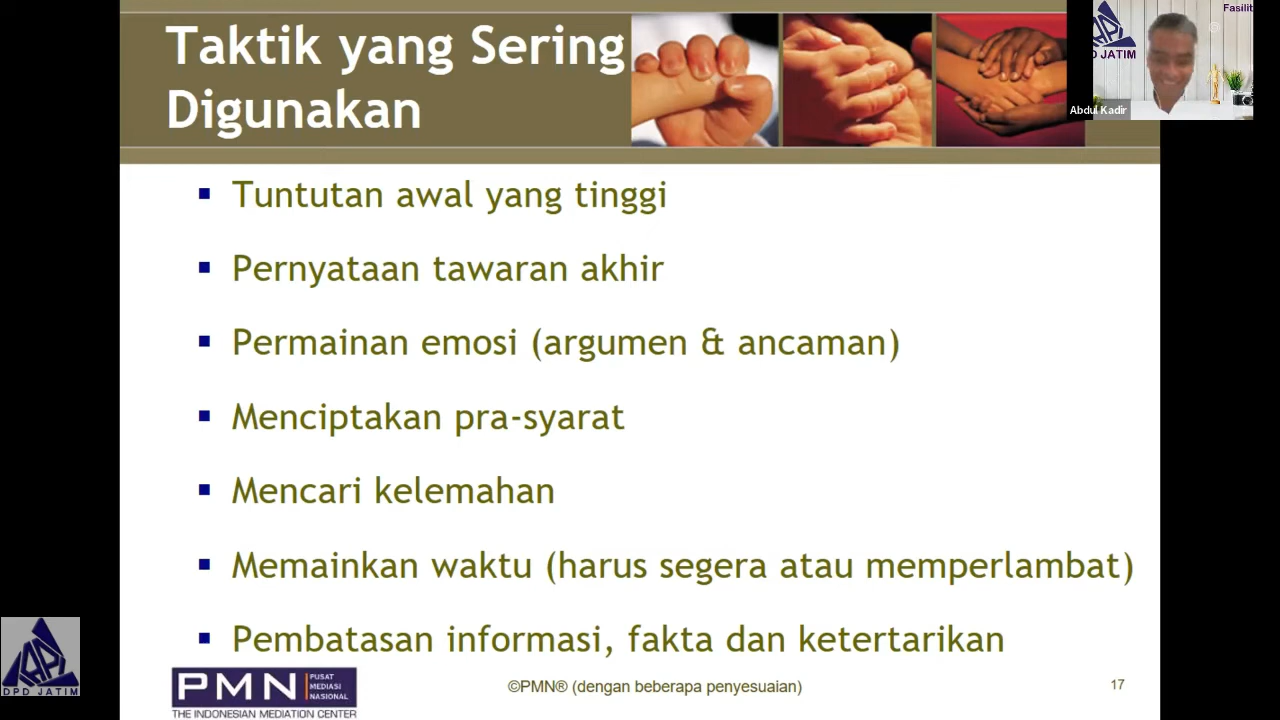 Taktik yang Sering
Digunakan
Fasilit
DPD JATIM
Abdul Kadir
▪ Tuntutan awal yang tinggi
▪ Pernyataan tawaran akhir
▪ Permainan emosi (argumen & ancaman)
▪ Menciptakan pra-syarat
▪ Mencari kelemahan
▪ Memainkan waktu (harus segera atau memperlambat)
▪ Pembatasan informasi, fakta dan ketertarikan
DPD JATIM
PMN
PUSAT
MEDIASI
NASIONAL
THE INDONESIAN MEDIATION CENTER
©PMN® (dengan beberapa penyesuaian)
17